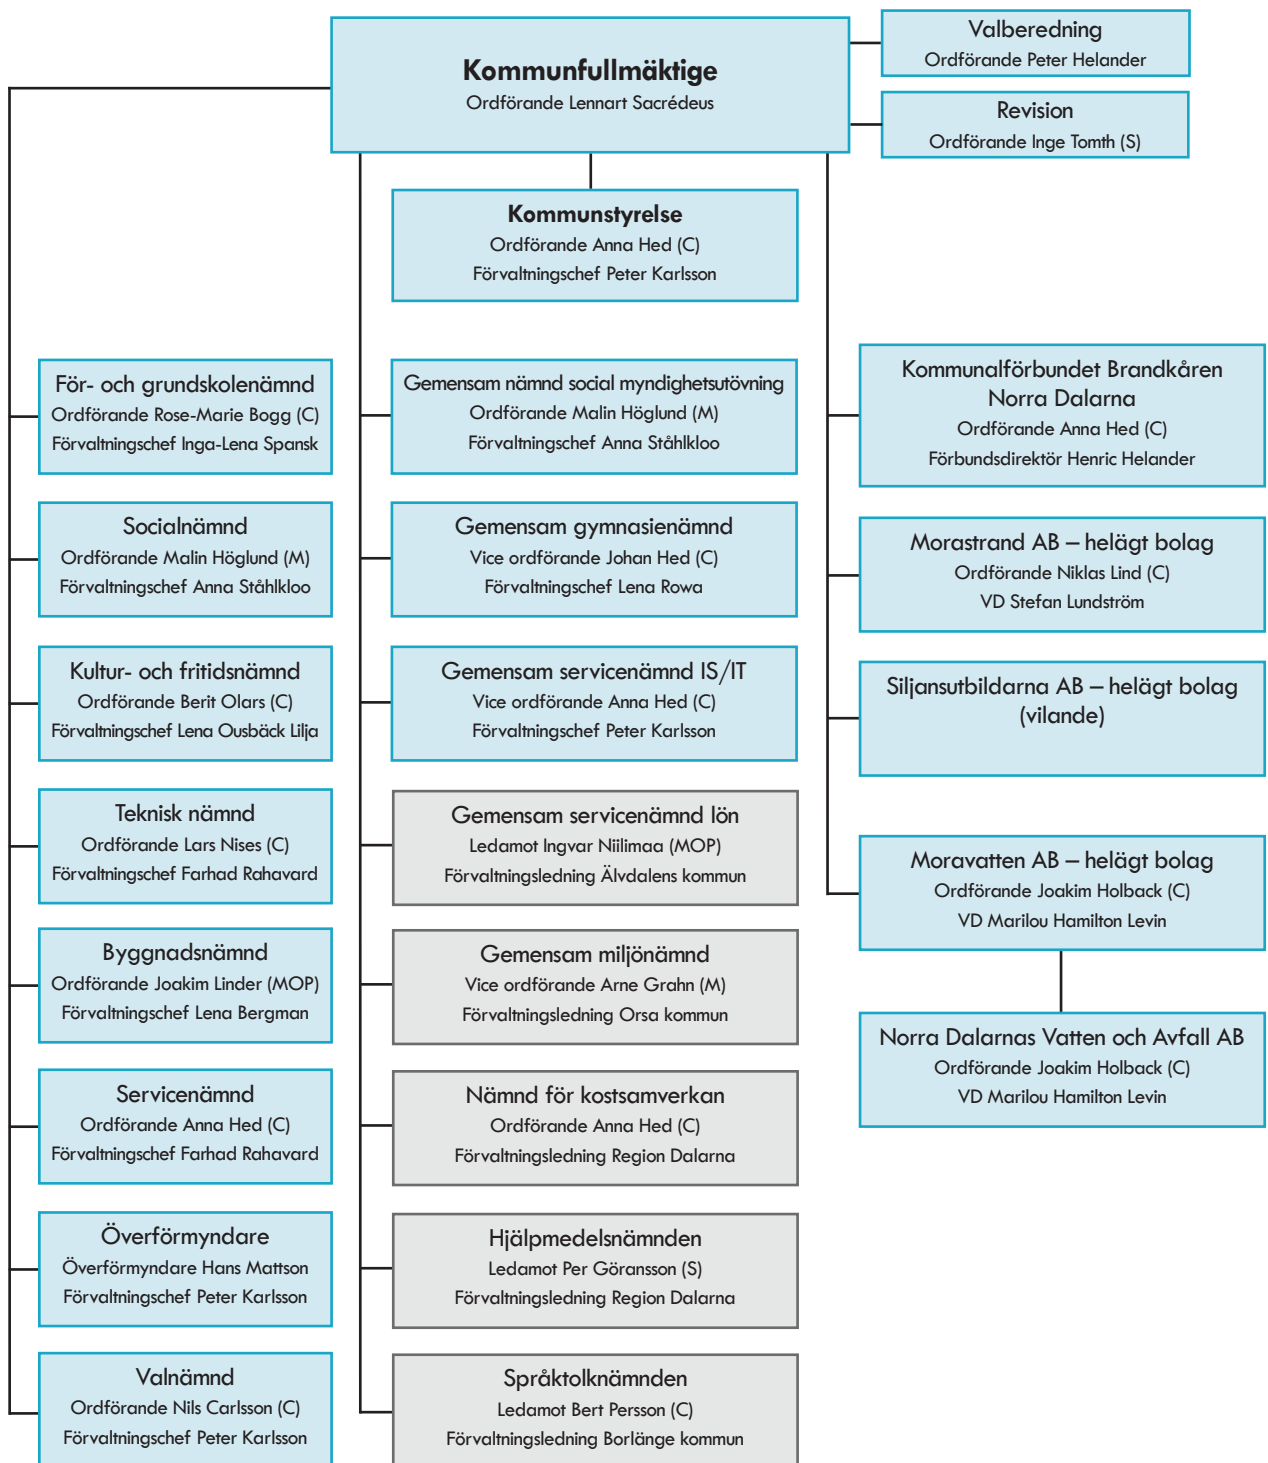 Kommunfullmäktige
Ordförande Lennart Sacrédeus
Valberedning
Ordförande Peter Helander
Revision
Ordförande Inge Tomth (S)
Kommunstyrelse
Ordförande Anna Hed (C)
Förvaltningschef Peter Karlsson
För- och grundskolenämnd
Ordförande Rose-Marie Bogg (C)
Förvaltningschef Inga-Lena Spansk
Socialnämnd
Ordförande Malin Höglund (M)
Förvaltningschef Anna Ståhlkloo
Kultur- och fritidsnämnd
Ordförande Berit Olars (C)
Förvaltningschef Lena Ousbäck Lilja
Teknisk nämnd
Ordförande Lars Nises (C)
Förvaltningschef Farhad Rahavard
Byggnadsnämnd
Ordförande Joakim Linder (MOP)
Förvaltningschef Lena Bergman
Servicenämnd
Ordförande Anna Hed (C)
Förvaltningschef Farhad Rahavard
Överförmyndare
Överförmyndare Hans Mattson
Förvaltningschef Peter Karlsson
Valnämnd
Ordförande Nils Carlsson (C)
Förvaltningschef Peter Karlsson
Gemensam nämnd social myndighetsutövning
Ordförande Malin Höglund (M)
Förvaltningschef Anna Ståhlkloo
Gemensam gymnasienämnd
Vice ordförande Johan Hed (C)
Förvaltningschef Lena Rowa
Gemensam servicenämnd IS/IT
Vice ordförande Anna Hed (C)
Förvaltningschef Peter Karlsson
Gemensam servicenämnd lön
Ledamot Ingvar Niilimaa (MOP)
Förvaltningsledning Älvdalens kommun
Gemensam miljönämnd
Vice ordförande Arne Grahn (M)
Förvaltningsledning Orsa kommun
Nämnd för kostsamverkan
Ordförande Anna Hed (C)
Förvaltningsledning Region Dalarna
Hjälpmedelsnämnden
Ledamot Per Göransson (S)
Förvaltningsledning Region Dalarna
Språktolknämnden
Ledamot Bert Persson (C)
Förvaltningsledning Borlänge kommun
Kommunalförbundet Brandkåren
Norra Dalarna
Ordförande Anna Hed (C)
Förbundsdirektör Henric Helander
Morastrand AB – helägt bolag
Ordförande Niklas Lind (C)
VD Stefan Lundström
Siljansutbildarna AB – helägt bolag
(vilande)
Moravatten AB – helägt bolag
Ordförande Joakim Holback (C)
VD Marilou Hamilton Levin
Norra Dalarnas Vatten och Avfall AB
Ordförande Joakim Holback (C)
VD Marilou Hamilton Levin